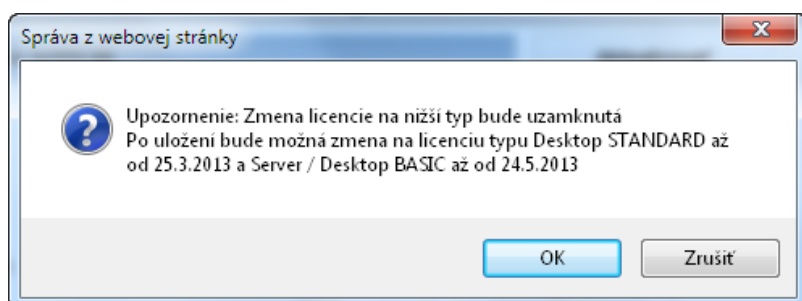 Správa z webovej stránky
Upozornenie: Zmena licencie na nižší typ bude uzamknutá
Po uložení bude možná zmena na licenciu typu Desktop STANDARD až
od 25.3.2013 a Server / Desktop BASIC až od 24.5.2013
OK
Zrušiť